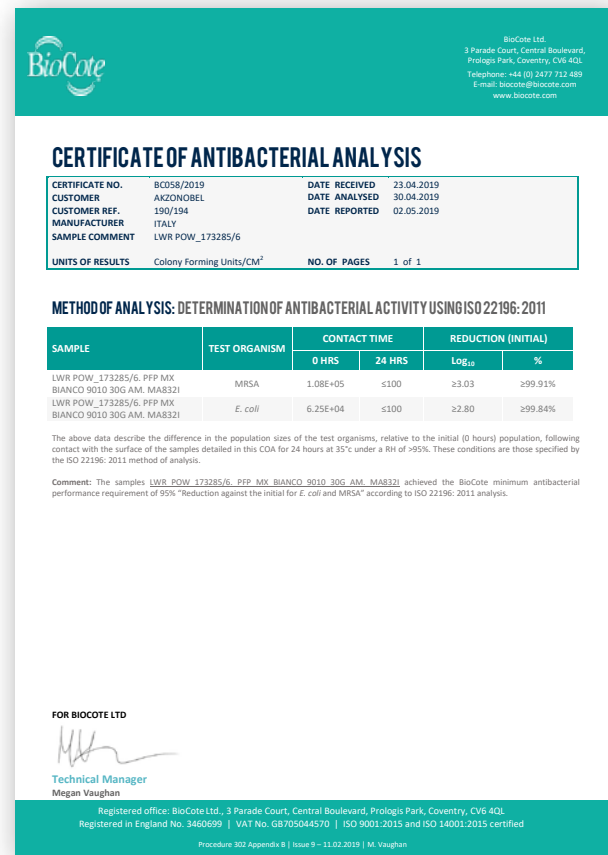 BioCote
BioCote Ltd.
3 Parade Court, Central Boulevard,
Prologis Park, Coventry, CV6 4QL
Telephone: +44 (0) 2477 712 489
E-mail: biocote@biocote.com
www.biocote.com
CERTIFICATE OF ANTIBACTERIAL ANALYSIS
CERTIFICATE NO. BC058/2019 DATE RECEIVED 23.04.2019
CUSTOMER AKZONOBEL DATE ANALYSED 30.04.2019
CUSTOMER REF. 190/194 DATE REPORTED 02.05.2019
MANUFACTURER ITALY
SAMPLE COMMENT LWR POW_173285/6
UNITS OF RESULTS Colony Forming Units/CM² NO. OF PAGES 1 of 1
METHOD OF ANALYSIS: DETERMINATION OF ANTIBACTERIAL ACTIVITY USING ISO 22196: 2011
SAMPLE TEST ORGANISM CONTACT TIME REDUCTION (INITIAL)
0 HRS 24 HRS Log₁₀ %
LWR POW_173285/6. PFP MX
BIANCO 9010 30G AM. MA832I MRSA 1.08E+05 ≤100 ≥3.03 ≥99.91%
LWR POW_173285/6. PFP MX
BIANCO 9010 30G AM. MA832I E. coli 6.25E+04 ≤100 ≥2.80 ≥99.84%
The above data describe the difference in the population sizes of the test organisms, relative to the initial (0 hours) population, following
contact with the surface of the samples detailed in this COA for 24 hours at 35°c under a RH of >95%. These conditions are those specified by
the ISO 22196: 2011 method of analysis.
Comment: The samples LWR POW 173285/6. PFP MX BIANCO 9010 30G AM. MA832I achieved the BioCote minimum antibacterial
performance requirement of 95% "Reduction against the initial for E. coli and MRSA" according to ISO 22196: 2011 analysis.
FOR BIOCOTE LTD
Technical Manager
Megan Vaughan
Registered office: BioCote Ltd., 3 Parade Court, Central Boulevard, Prologis Park, Coventry, CV6 4QL
Registered in England No. 3460699 | VAT No. GB705044570 | ISO 9001:2015 and ISO 14001:2015 certified
Procedure 302 Appendix B | Issue 9 – 11.02.2019 | M. Vaughan